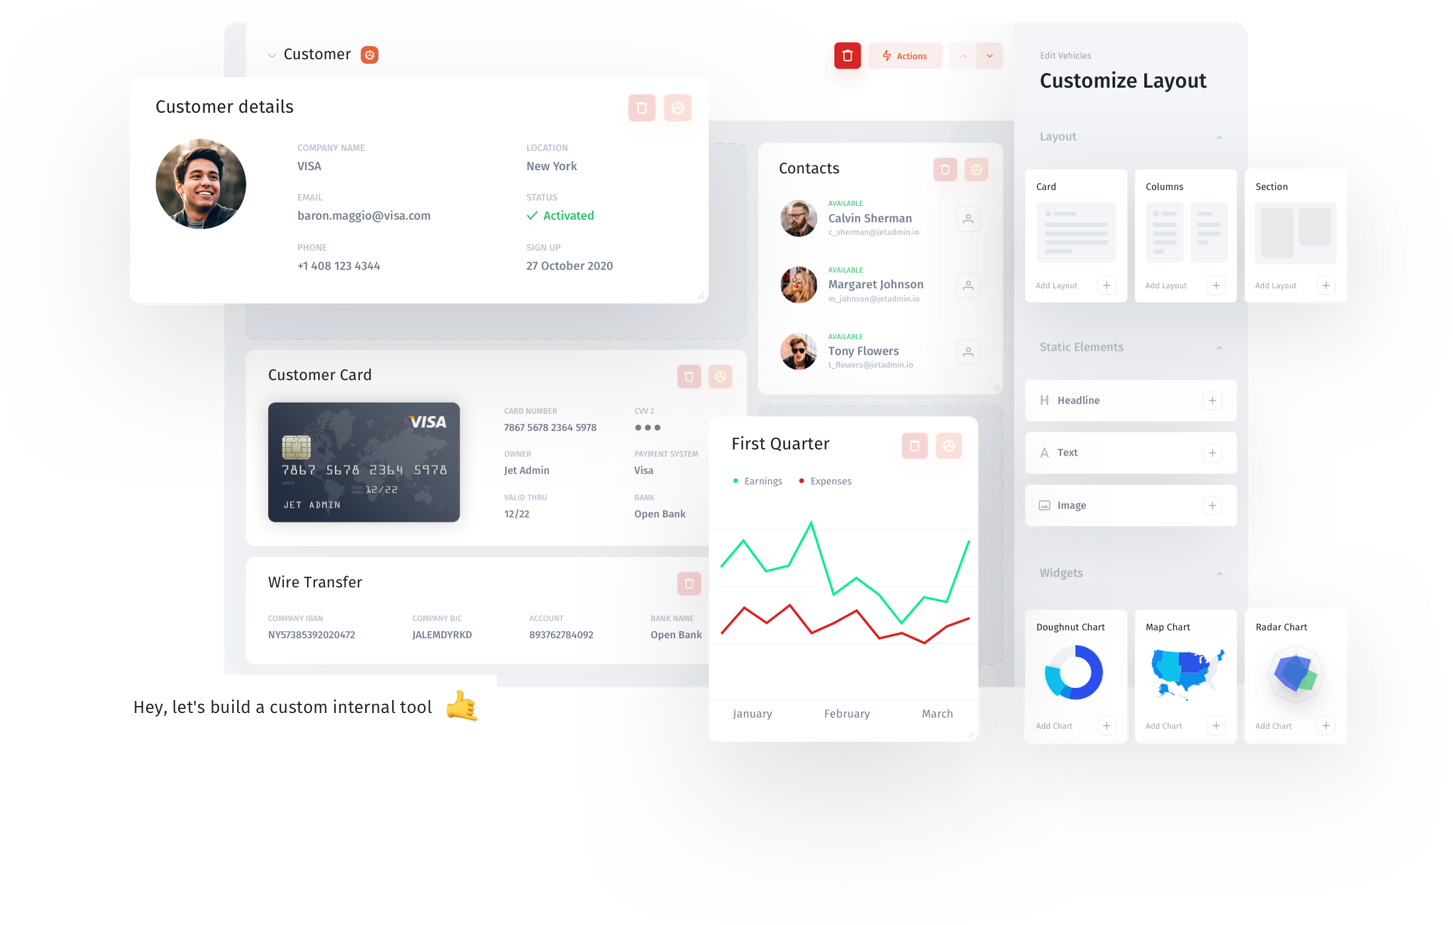 Customer
Actions
Edit Vehicles
Customize Layout
Customer details
COMPANY NAME
VISA
LOCATION
New York
EMAIL
baron.maggio@visa.com
STATUS
Activated
PHONE
+1 408 123 4344
SIGN UP
27 October 2020
Contacts
AVAILABLE
Calvin Sherman
c_sherman@jetadmin.io
AVAILABLE
Margaret Johnson
m_johnson@jetadmin.io
AVAILABLE
Tony Flowers
t_flowers@jetadmin.io
Layout
Card
Add Layout
Columns
Add Layout
Section
Add Layout
Static Elements
H Headline
A Text
Image
Widgets
Doughnut Chart
Add Chart
Map Chart
Add Chart
Radar Chart
Add Chart
Customer Card
VISA
7867 5678 2364 5978
12/22
JET ADMIN
CARD NUMBER
7867 5678 2364 5978
CVV 2
OWNER
Jet Admin
PAYMENT SYSTEM
Visa
VALID THRU
12/22
BANK
Open Bank
First Quarter
Earnings
Expenses
January
February
March
Wire Transfer
COMPANY IBAN
NY57385392020472
COMPANY BIC
JALEMDYRKD
ACCOUNT
893762784092
BANK NAME
Open Bank
Hey, let's build a custom internal tool